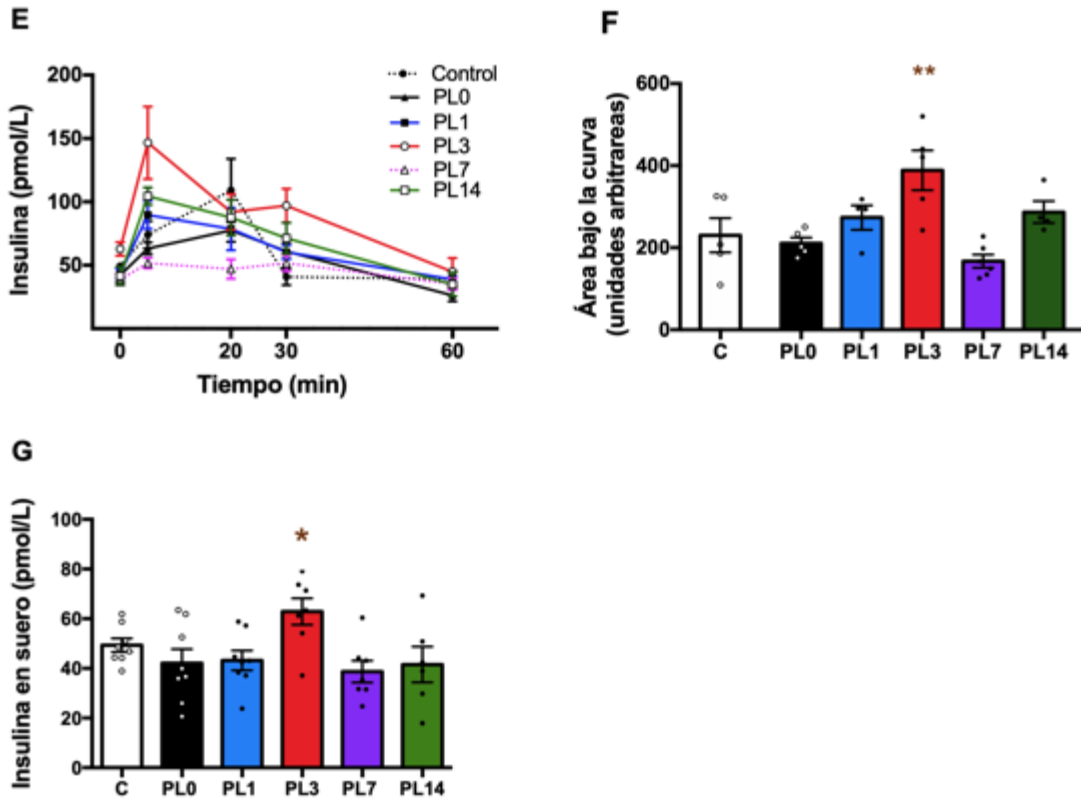 E
Insulina (pmol/L)
200
150
100
50
0
20
30
60
Tiempo (min)
Control
PL0
PL1
PL3
PL7
PL14
F
Área bajo la curva
(unidades arbitrareas)
600
400
200
0
**
C
PL0
PL1
PL3
PL7
PL14
G
Insulina en suero (pmol/L)
100
80
60
40
20
0
*
C
PL0
PL1
PL3
PL7
PL14